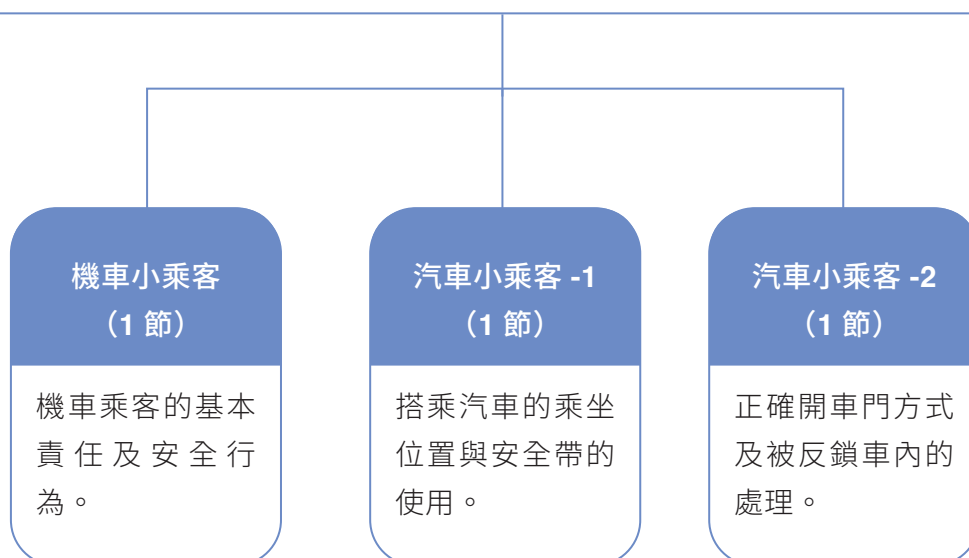 機車小乘客
（1 節）
機車乘客的基本
責任及安全行
為。
汽車小乘客 -1
（1 節）
搭乘汽車的乘坐
位置與安全帶的
使用。
汽車小乘客 -2
（1 節）
正確開車門方式
及被反鎖車內的
處理。